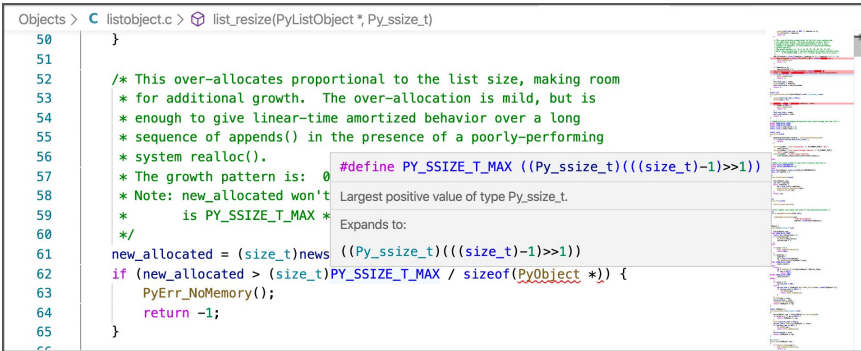 Objects > C listobject.c > list_resize(PyListObject *, Py_ssize_t)
50 }
51
52 /* This over-allocates proportional to the list size, making room
53 * for additional growth. The over-allocation is mild, but is
54 * enough to give linear-time amortized behavior over a long
55 * sequence of appends() in the presence of a poorly-performing
56 * system realloc().
57 * The growth pattern is: 0
58 * Note: new_allocated won't
59 * is PY_SSIZE_T_MAX *
60 */
61 new_allocated = (size_t)news
62 if (new_allocated > (size_t)PY_SSIZE_T_MAX / sizeof(PyObject *)) {
63 PyErr_NoMemory();
64 return -1;
65 }
#define PY_SSIZE_T_MAX ((Py_ssize_t)(((size_t)-1)>>1))
Largest positive value of type Py_ssize_t.
Expands to:
((Py_ssize_t)(((size_t)-1)>>1))